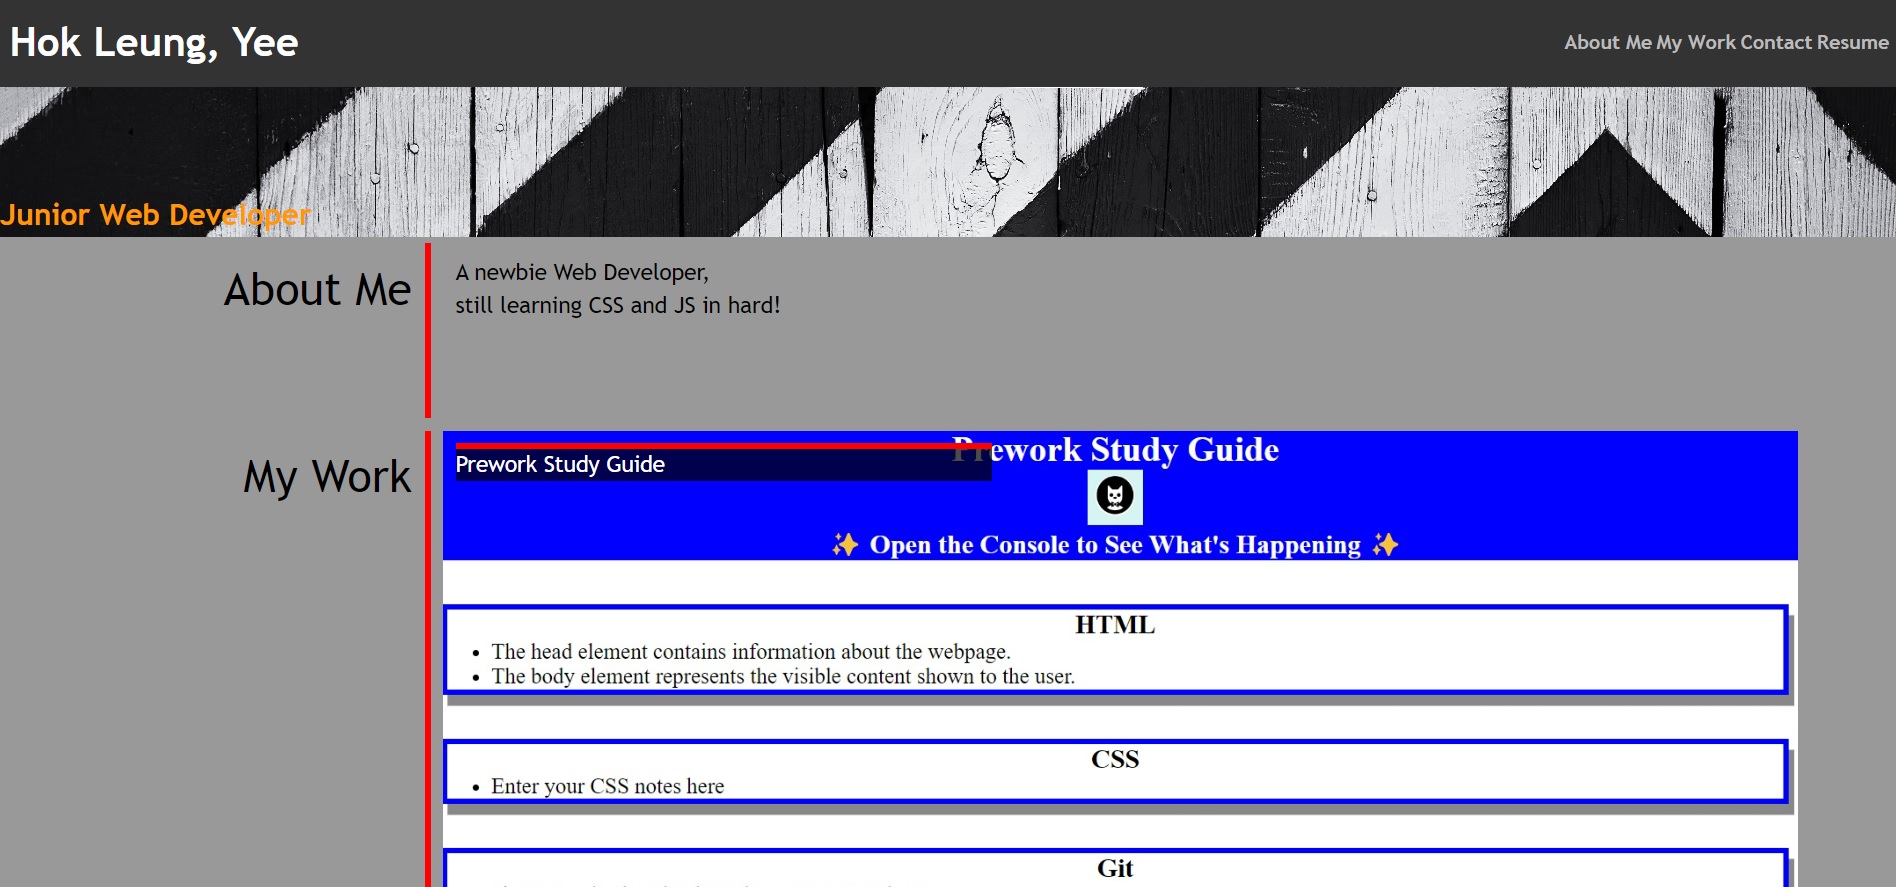 Hok Leung, Yee
About Me My Work Contact Resume
Junior Web Developer
About Me
A newbie Web Developer,
still learning CSS and JS in hard!
My Work
Prework Study Guide
Prework Study Guide
✨ Open the Console to See What's Happening ✨
HTML
• The head element contains information about the webpage.
• The body element represents the visible content shown to the user.
CSS
• Enter your CSS notes here
Git